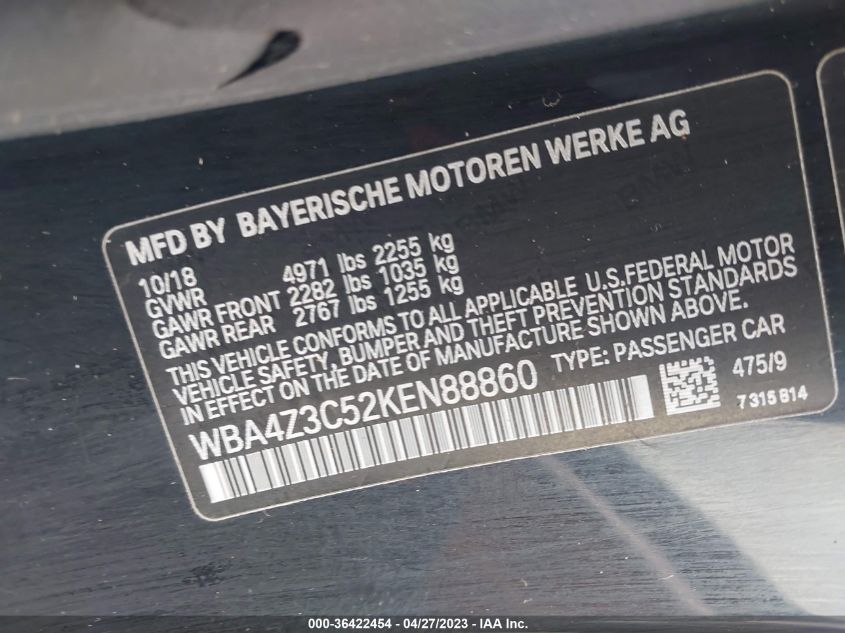 MFD BY BAYERISCHE MOTOREN WERKE AG
10/18
GVWR 4971 lbs 2255 kg
GAWR FRONT 2282 lbs 1035 kg
GAWR REAR 2767 lbs 1255 kg
THIS VEHICLE CONFORMS TO ALL APPLICABLE U.S.FEDERAL MOTOR
VEHICLE SAFETY, BUMPER AND THEFT PREVENTION STANDARDS
IN EFFECT ON THE DATE OF MANUFACTURE SHOWN ABOVE.
WBA4Z3C52KEN88860 TYPE: PASSENGER CAR
475/9
7 315 814
000-36422454 - 04/27/2023 - IAA Inc.